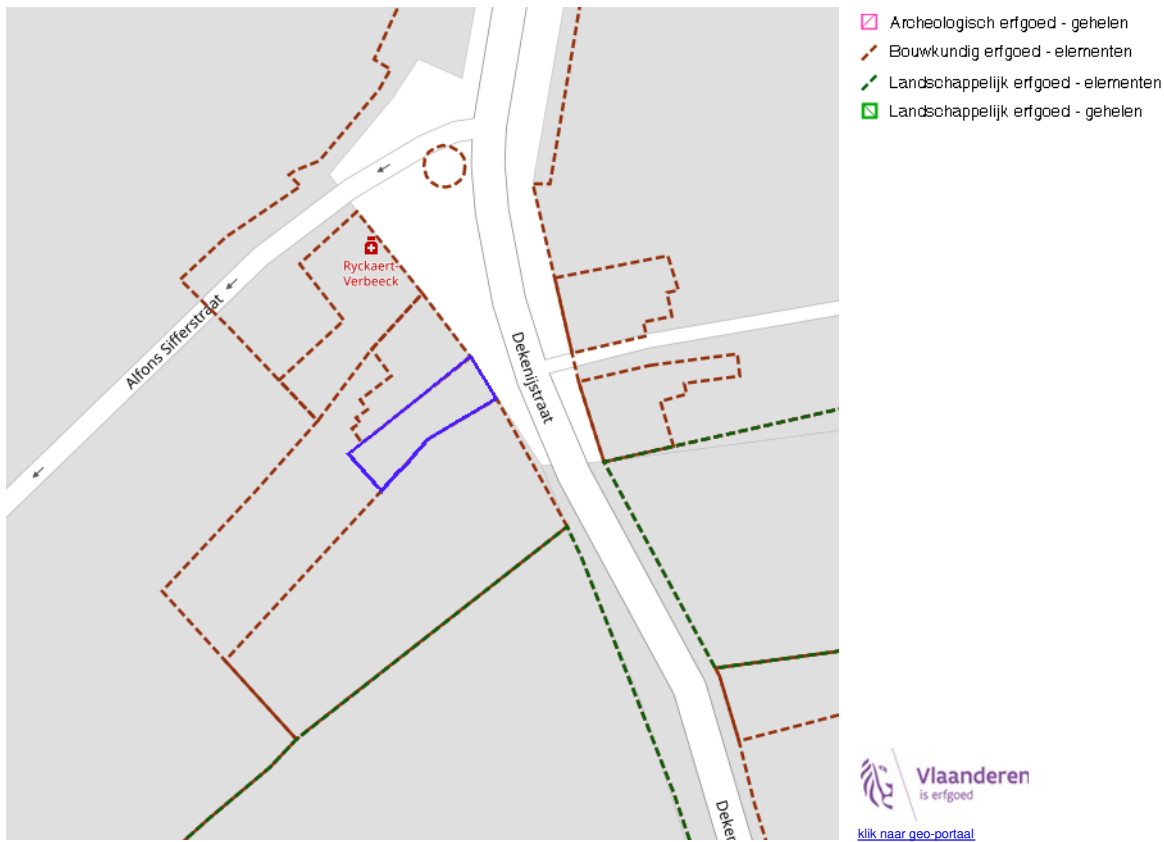 Archeologisch erfgoed - gehelen
Bouwkundig erfgoed - elementen
Landschappelijk erfgoed - elementen
Landschappelijk erfgoed - gehelen
Ryckaert-
Verbeeck
Alfons Sifferstraat
Dekenijstraat
Deker
Vlaanderen
is erfgoed
klik naar geo-portaal